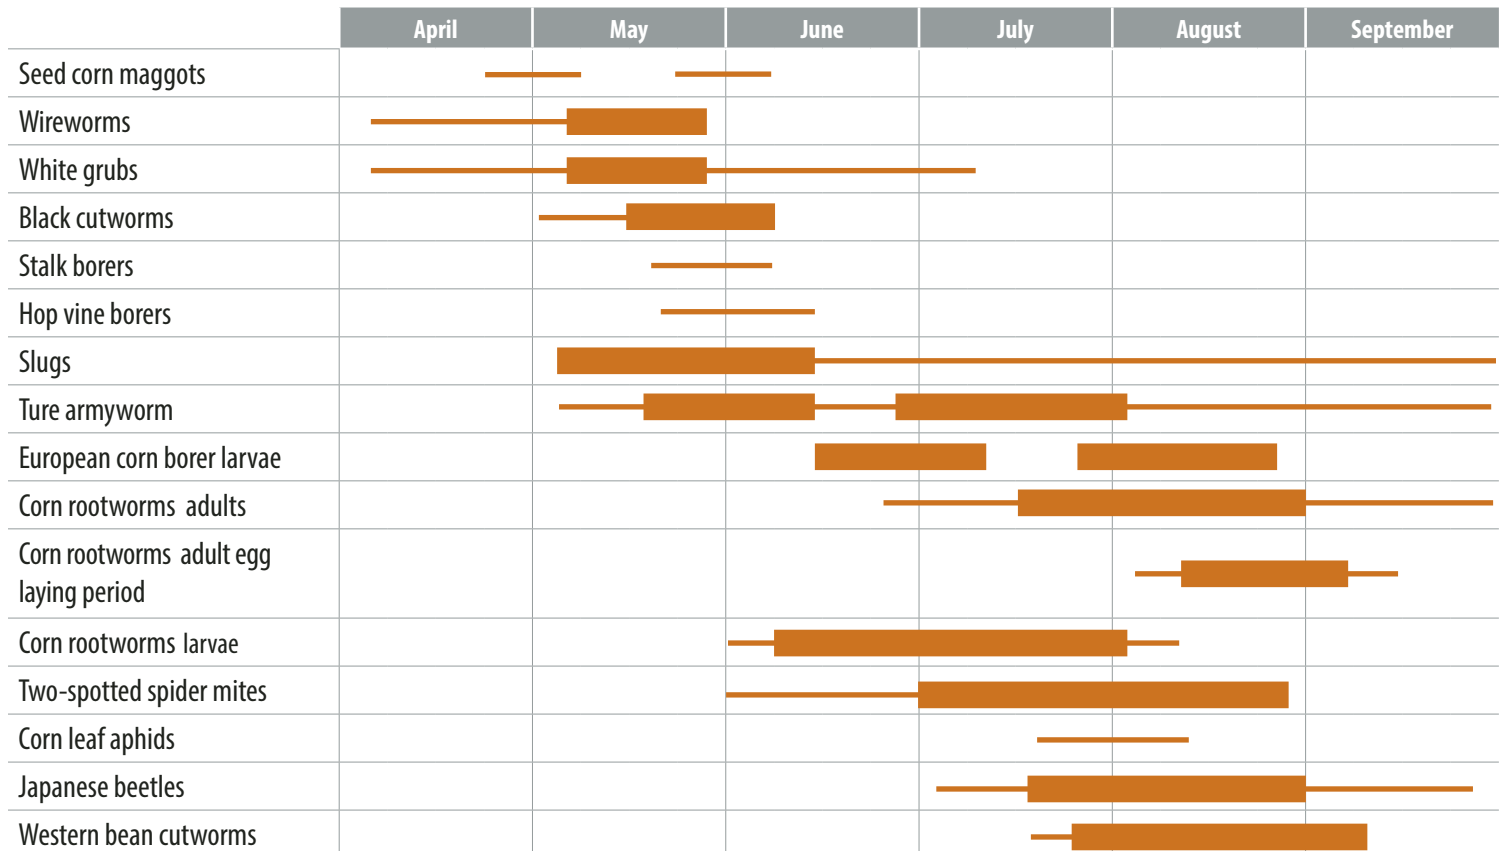 April May June July August September
Seed corn maggots
Wireworms
White grubs
Black cutworms
Stalk borers
Hop vine borers
Slugs
Ture armyworm
European corn borer larvae
Corn rootworms adults
Corn rootworms adult egg
laying period
Corn rootworms larvae
Two-spotted spider mites
Corn leaf aphids
Japanese beetles
Western bean cutworms